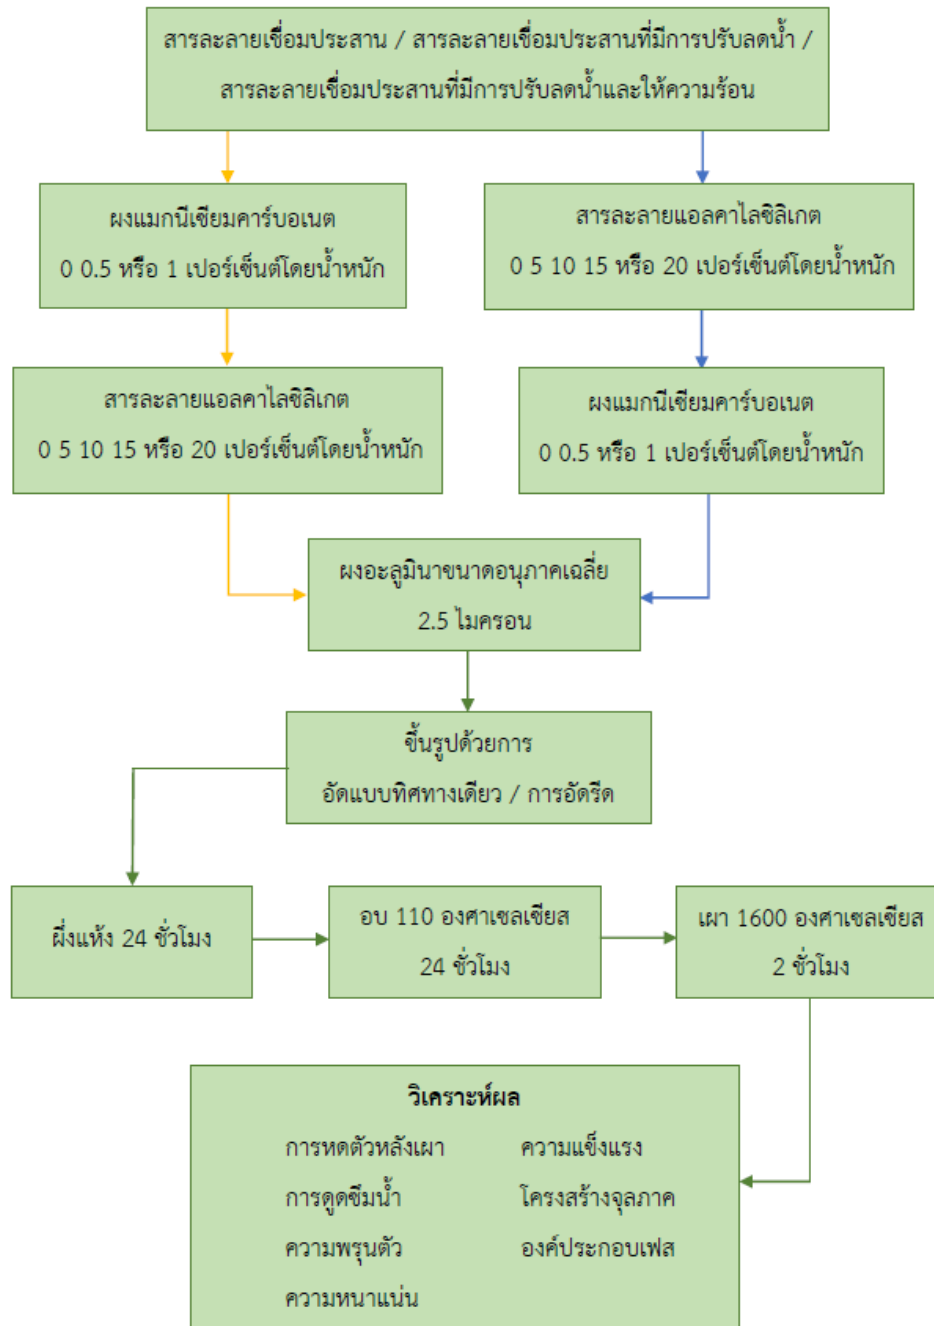 สารละลายเชื่อมประสาน / สารละลายเชื่อมประสานที่มีการปรับลดน้ำ /
สารละลายเชื่อมประสานที่มีการปรับลดน้ำและให้ความร้อน
ผงแมกนีเซียมคาร์บอเนต
0 0.5 หรือ 1 เปอร์เซ็นต์โดยน้ำหนัก
สารละลายแอลคาไลซิลิเกต
0 5 10 15 หรือ 20 เปอร์เซ็นต์โดยน้ำหนัก
สารละลายแอลคาไลซิลิเกต
0 5 10 15 หรือ 20 เปอร์เซ็นต์โดยน้ำหนัก
ผงแมกนีเซียมคาร์บอเนต
0 0.5 หรือ 1 เปอร์เซ็นต์โดยน้ำหนัก
ผงอะลูมินาขนาดอนุภาคเฉลี่ย
2.5 ไมครอน
ขึ้นรูปด้วยการ
อัดแบบทิศทางเดียว / การอัดรีด
ผึ่งแห้ง 24 ชั่วโมง
อบ 110 องศาเซลเซียส
24 ชั่วโมง
เผา 1600 องศาเซลเซียส
2 ชั่วโมง
วิเคราะห์ผล
การหดตัวหลังเผา
การดูดซึมน้ำ
ความพรุนตัว
ความหนาแน่น
ความแข็งแรง
โครงสร้างจุลภาค
องค์ประกอบเฟส